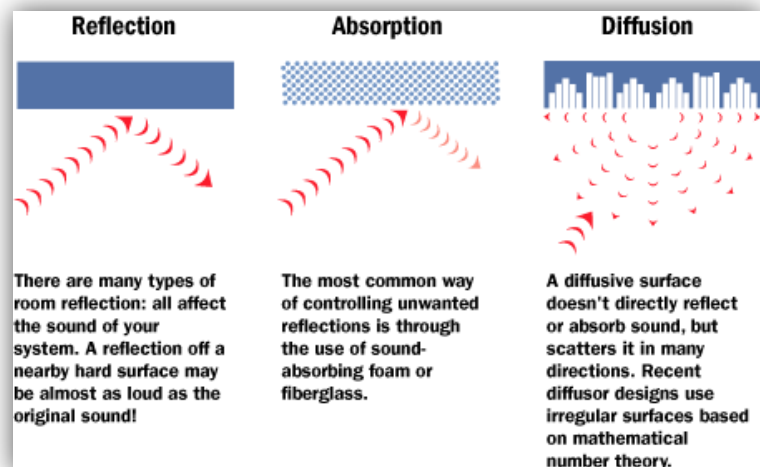 Reflection
There are many types of
room reflection: all affect
the sound of your
system. A reflection off a
nearby hard surface may
be almost as loud as the
original sound!
Absorption
The most common way
of controlling unwanted
reflections is through
the use of sound-
absorbing foam or
fiberglass.
Diffusion
A diffusive surface
doesn't directly reflect
or absorb sound, but
scatters it in many
directions. Recent
diffusor designs use
irregular surfaces based
on mathematical
number theory.